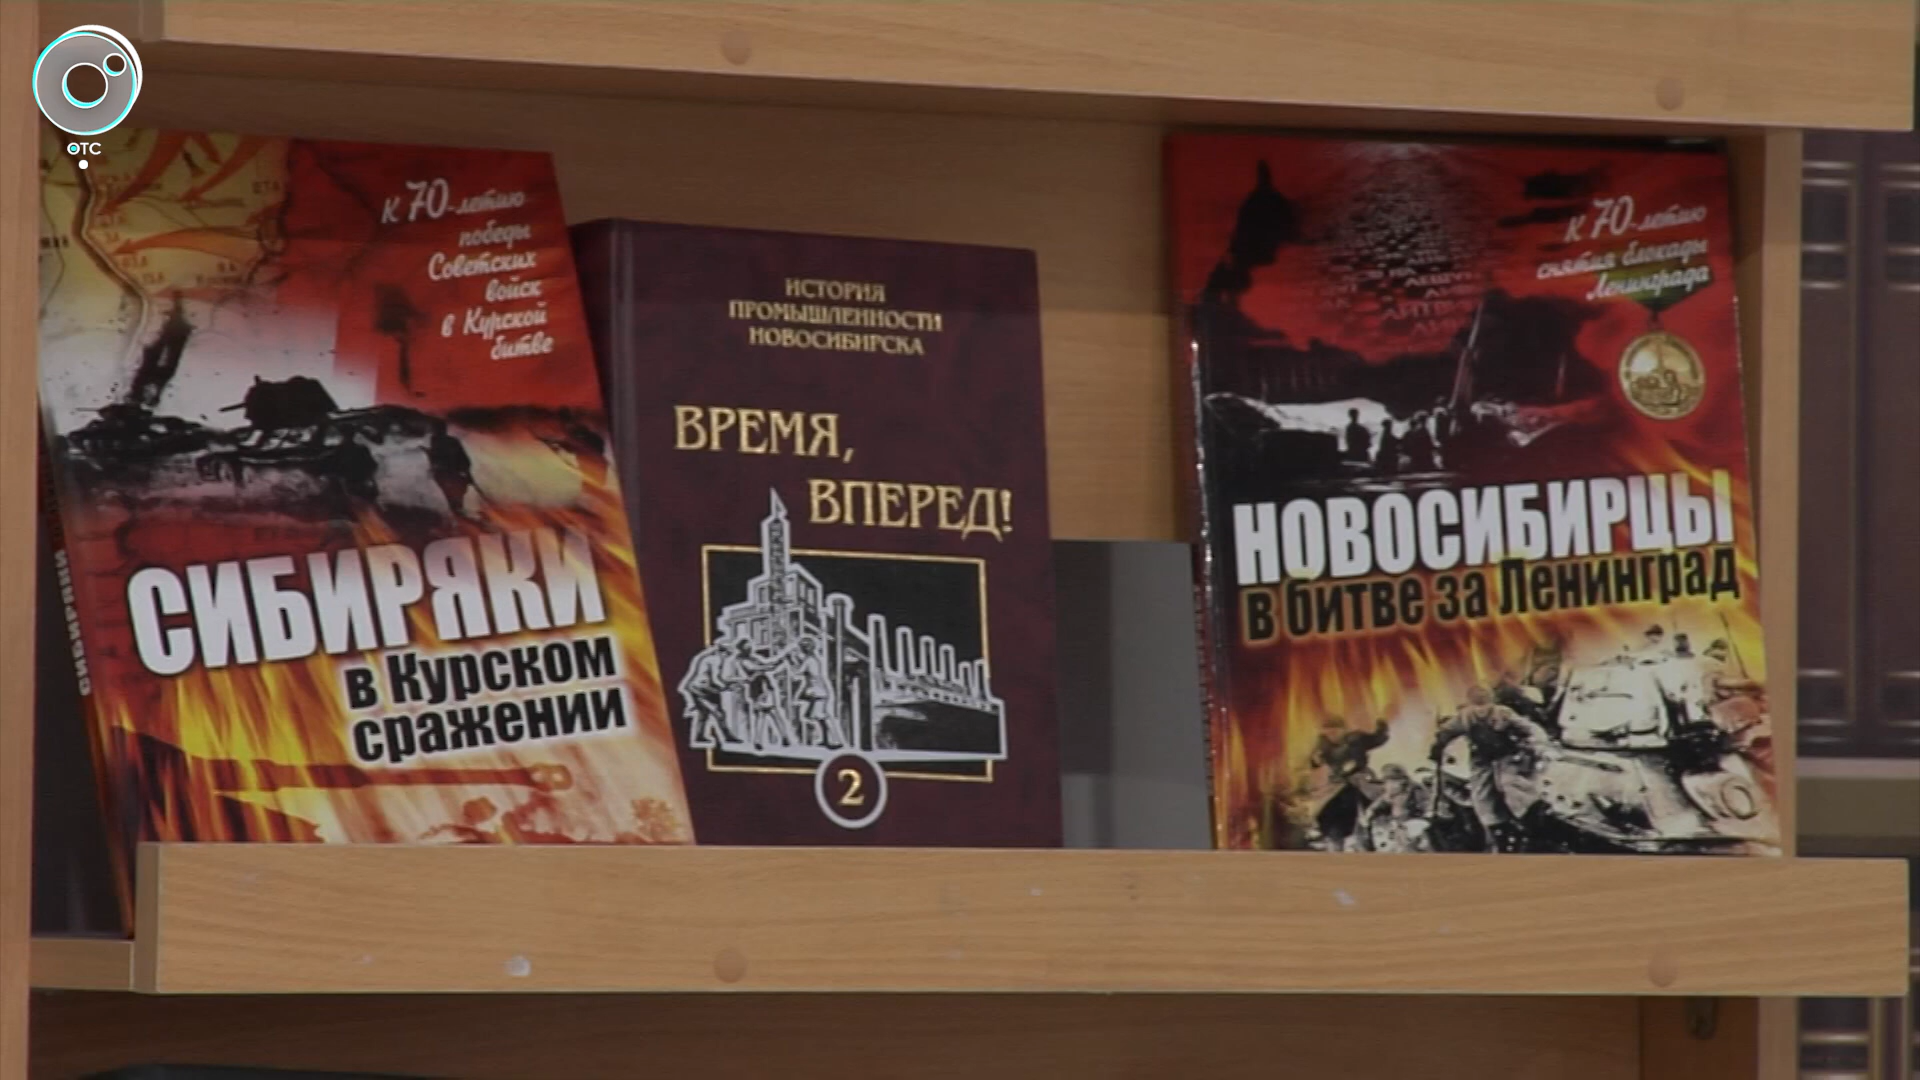 ОТС
К 70-летию
победы
Советских
войск
в Курской
битве
СИБИРЯКИ
в Курском
сражении
ИСТОРИЯ
ПРОМЫШЛЕННОСТИ
НОВОСИБИРСКА
ВРЕМЯ,
ВПЕРЕД!
2
К 70-летию
снятия блокады
Ленинграда
НОВОСИБИРЦЫ
в битве за Ленинград